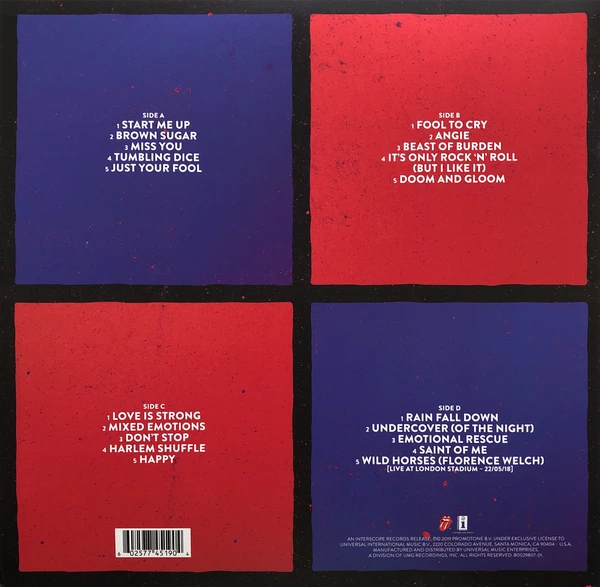 SIDE A
1 START ME UP
2 BROWN SUGAR
3 MISS YOU
4 TUMBLING DICE
5 JUST YOUR FOOL
SIDE B
1 FOOL TO CRY
2 ANGIE
3 BEAST OF BURDEN
4 IT'S ONLY ROCK 'N' ROLL
(BUT I LIKE IT)
5 DOOM AND GLOOM
SIDE C
1 LOVE IS STRONG
2 MIXED EMOTIONS
3 DON'T STOP
4 HARLEM SHUFFLE
5 HAPPY
6 02577 45190 4
SIDE D
1 RAIN FALL DOWN
2 UNDERCOVER (OF THE NIGHT)
3 EMOTIONAL RESCUE
4 SAINT OF ME
5 WILD HORSES (FLORENCE WELCH)
[LIVE AT LONDON STADIUM - 22/05/18]
AN INTERSCOPE RECORDS RELEASE. ℗© 2019 PROMOTONE B.V. UNDER EXCLUSIVE LICENSE TO
UNIVERSAL INTERNATIONAL MUSIC B.V., 2220 COLORADO AVENUE, SANTA MONICA, CA 90404 - U.S.A.
MANUFACTURED AND DISTRIBUTED BY UNIVERSAL MUSIC ENTERPRISES,
A DIVISION OF UMG RECORDINGS, INC. ALL RIGHTS RESERVED. B0029807-01.